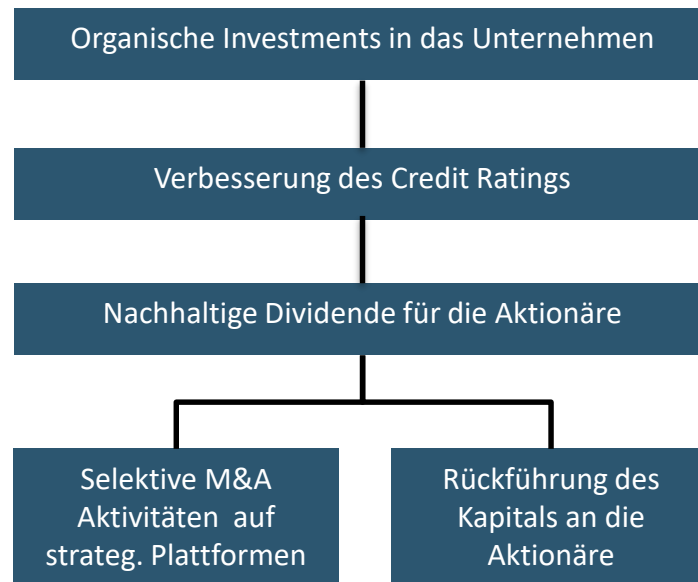 Organische Investments in das Unternehmen
Verbesserung des Credit Ratings
Nachhaltige Dividende für die Aktionäre
Selektive M&A
Aktivitäten auf
strateg. Plattformen
Rückführung des
Kapitals an die
Aktionäre